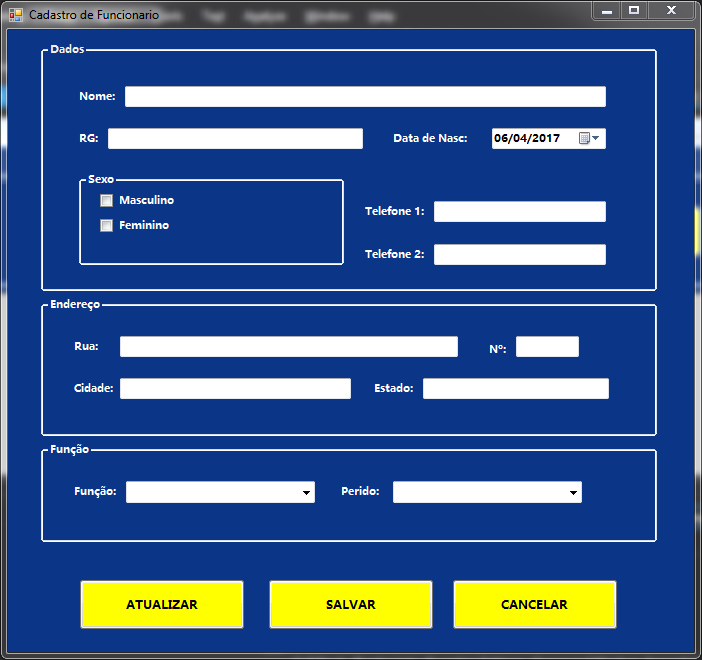 Cadastro de Funcionario
Dados
Nome:
RG:
Data de Nasc:
06/04/2017
Sexo
Masculino
Feminino
Telefone 1:
Telefone 2:
Endereço
Rua:
Nº:
Cidade:
Estado:
Função
Função:
Perido:
ATUALIZAR
SALVAR
CANCELAR